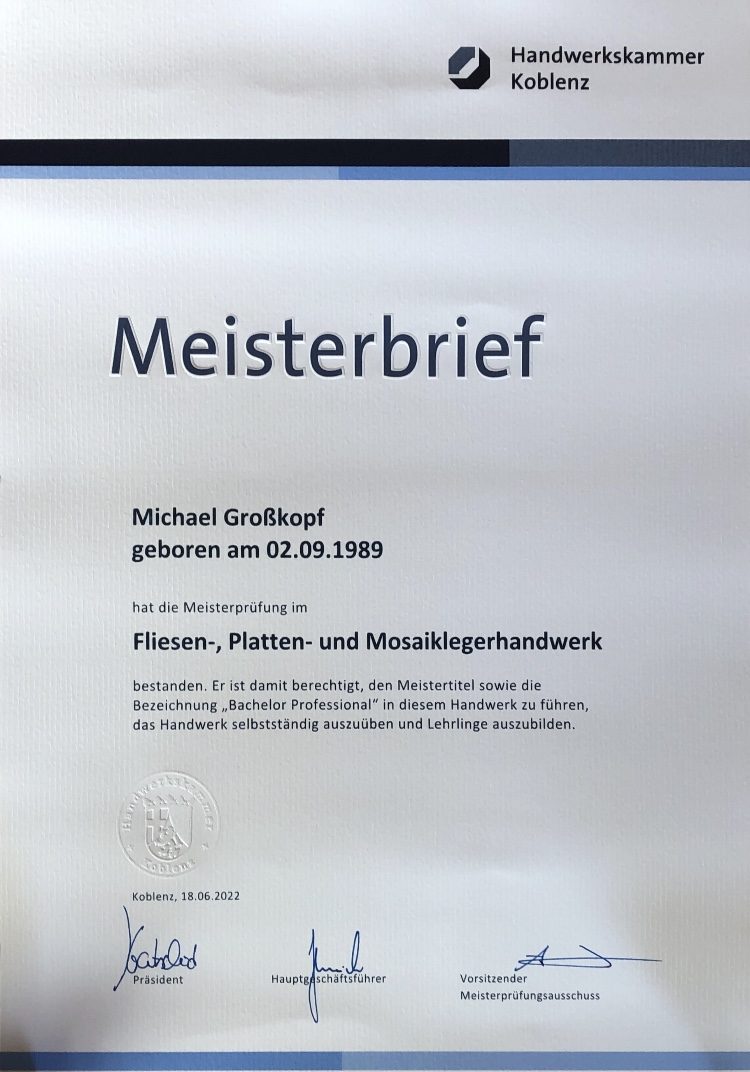 Handwerkskammer
Koblenz
Meisterbrief
Michael Großkopf
geboren am 02.09.1989
hat die Meisterprüfung im
Fliesen-, Platten- und Mosaiklegerhandwerk
bestanden. Er ist damit berechtigt, den Meistertitel sowie die
Bezeichnung „Bachelor Professional“ in diesem Handwerk zu führen,
das Handwerk selbstständig auszuüben und Lehrlinge auszubilden.
Handwerkskammer
Koblenz
Koblenz, 18.06.2022
Präsident
Hauptgeschäftsführer
Vorsitzender
Meisterprüfungsausschuss